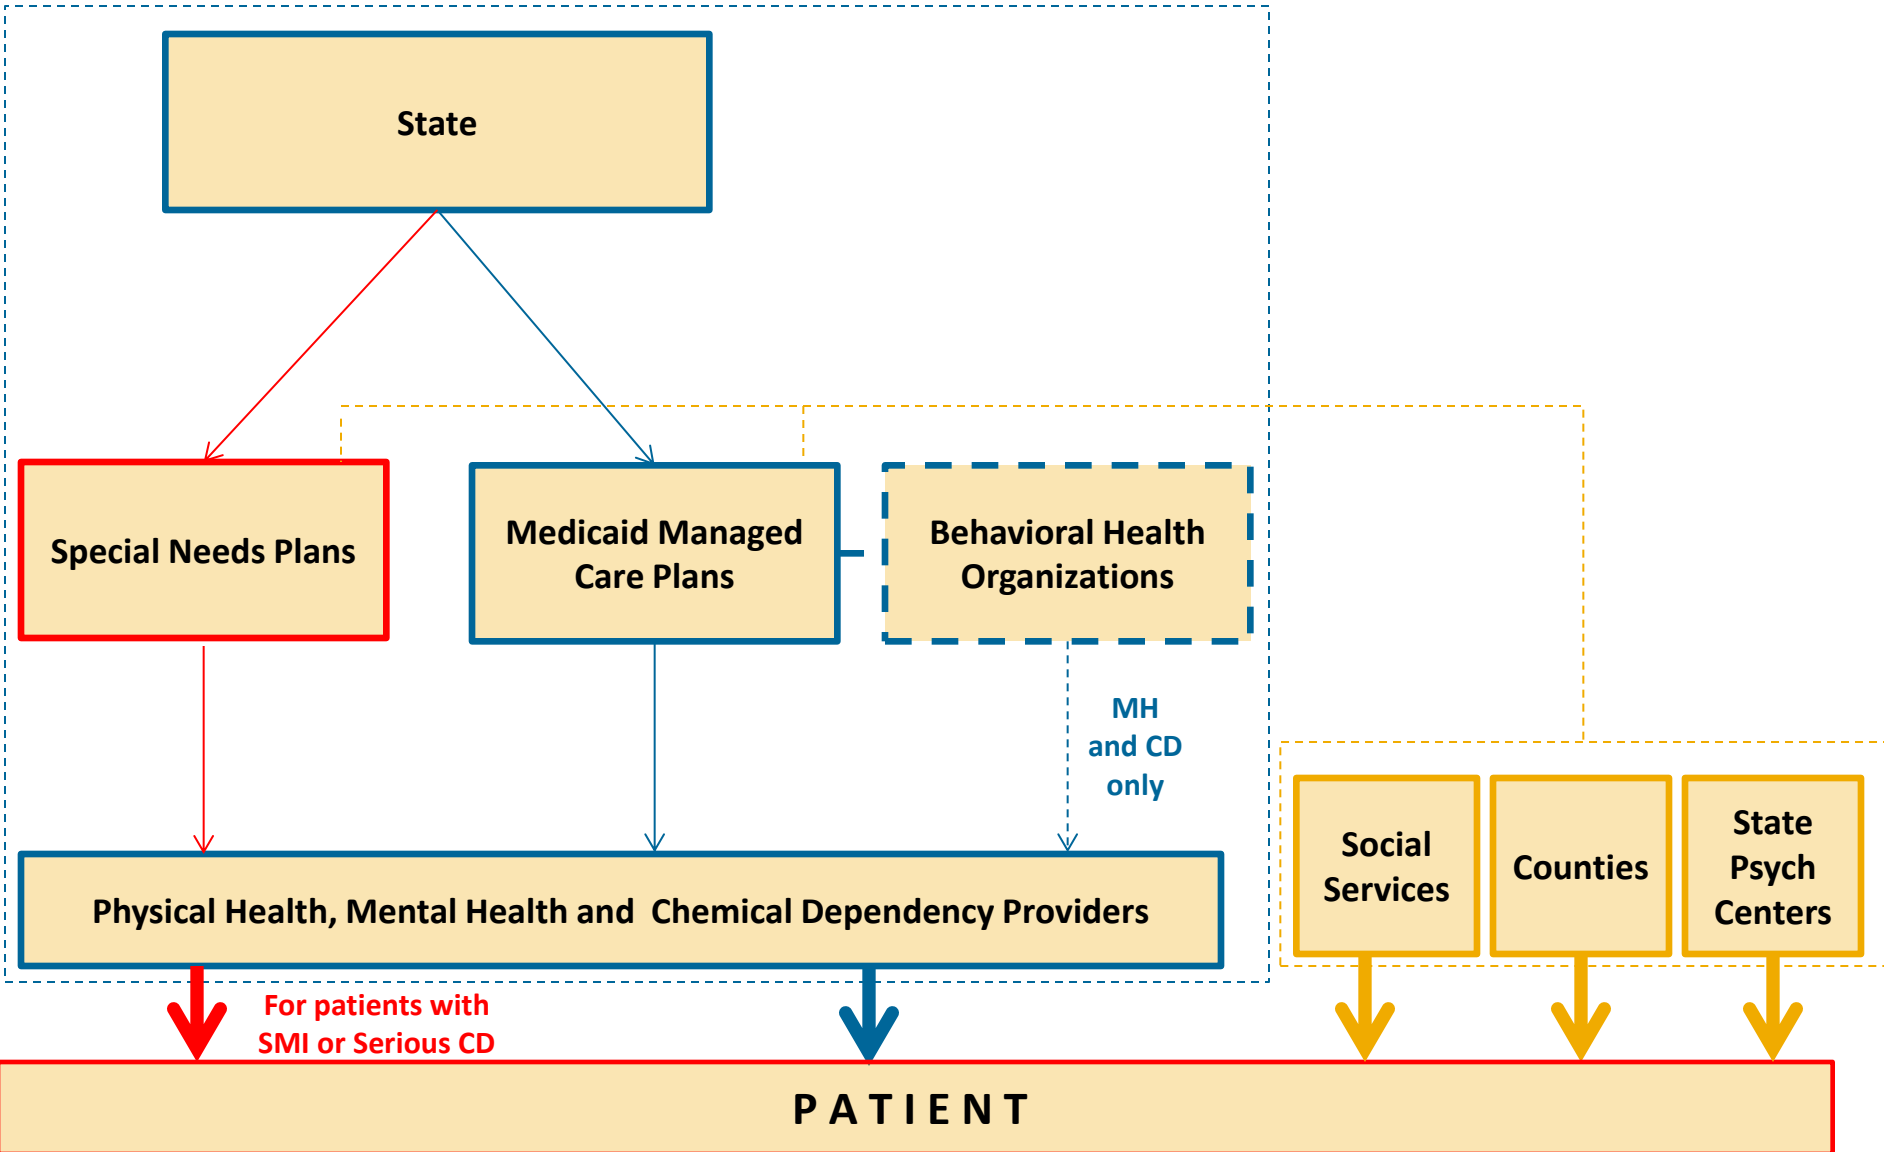 State
Special Needs Plans
Medicaid Managed
Care Plans
Behavioral Health
Organizations
MH
and CD
only
Social
Services
Counties
State
Psych
Centers
Physical Health, Mental Health and Chemical Dependency Providers
For patients with
SMI or Serious CD
PATIENT